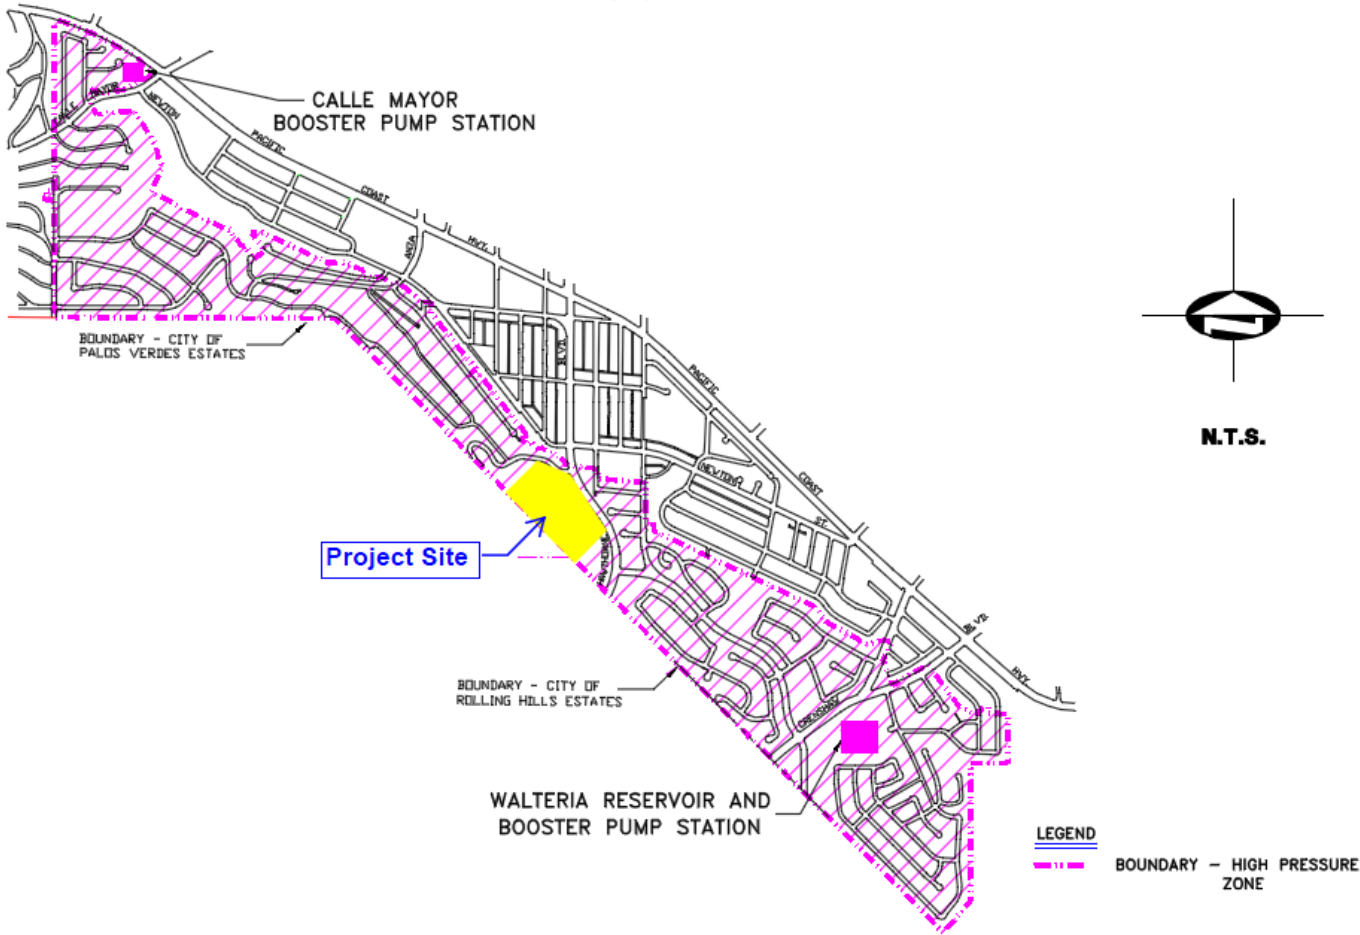 CALLE MAYOR
BOOSTER PUMP STATION
CALLE
MAYOR
NEWTON
PACIFIC
COAST
HWY.
VISTA
BLVD.
BOUNDARY - CITY OF
PALOS VERDES ESTATES
PACIFIC
COAST
N.T.S.
NEWTON
ST.
Project Site
HAWTHORNE
BLVD.
HWY
BOUNDARY - CITY OF
ROLLING HILLS ESTATES
CRENSHAW
WALTERIA RESERVOIR AND
BOOSTER PUMP STATION
LEGEND
BOUNDARY - HIGH PRESSURE
ZONE